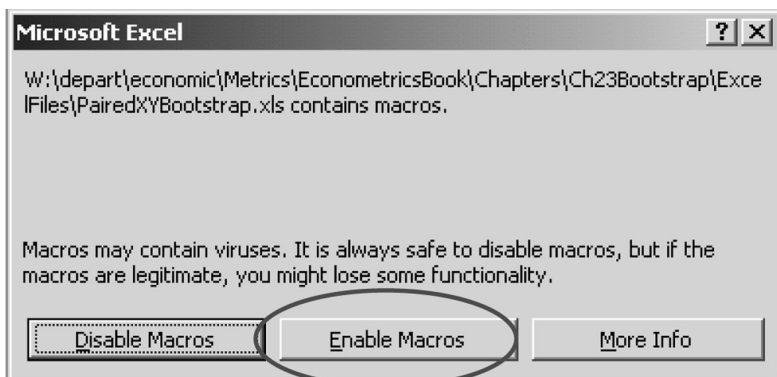 Microsoft Excel
W:\depart\economic\Metrics\EconometricsBook\Chapters\Ch23Bootstrap\Exce
lFiles\PairedXYBootstrap.xls contains macros.
Macros may contain viruses. It is always safe to disable macros, but if the
macros are legitimate, you might lose some functionality.
Disable Macros Enable Macros More Info